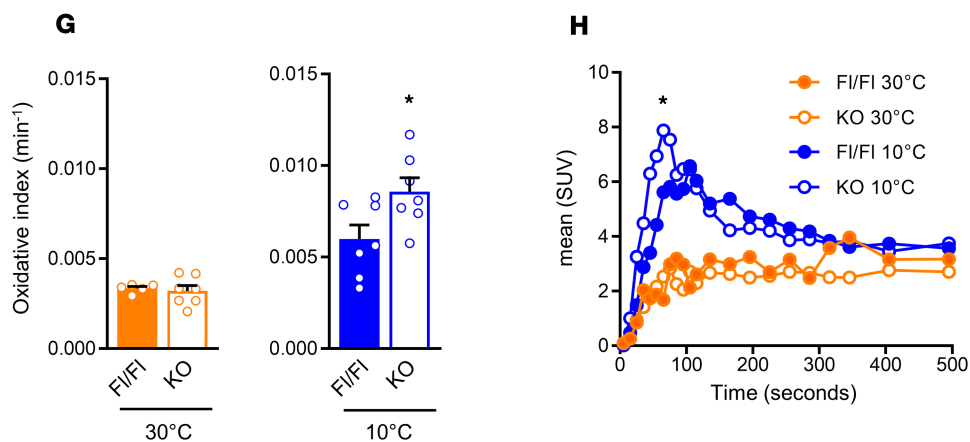 G
Oxidative index (min-1)
0.015
0.010
0.005
0.000
Fl/Fl
KO
30°C
0.015
0.010
0.005
0.000
*
Fl/Fl
KO
10°C
H
mean (SUV)
10
8
6
4
2
0
*
Fl/Fl 30°C
KO 30°C
Fl/Fl 10°C
KO 10°C
0 100 200 300 400 500
Time (seconds)